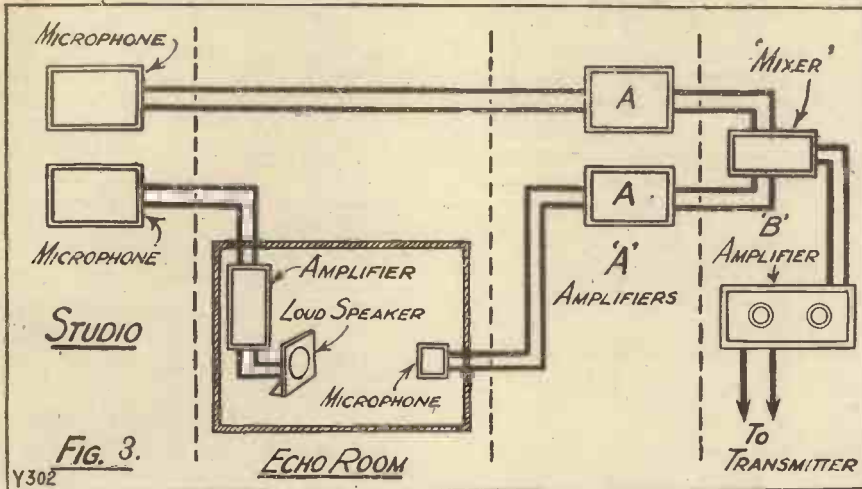 MICROPHONE
'MIXER'
A
MICROPHONE
A
'A'
AMPLIFIERS
'B'
AMPLIFIER
AMPLIFIER
LOUD SPEAKER
MICROPHONE
STUDIO
ECHO ROOM
TO
TRANSMITTER
FIG. 3.
Y302